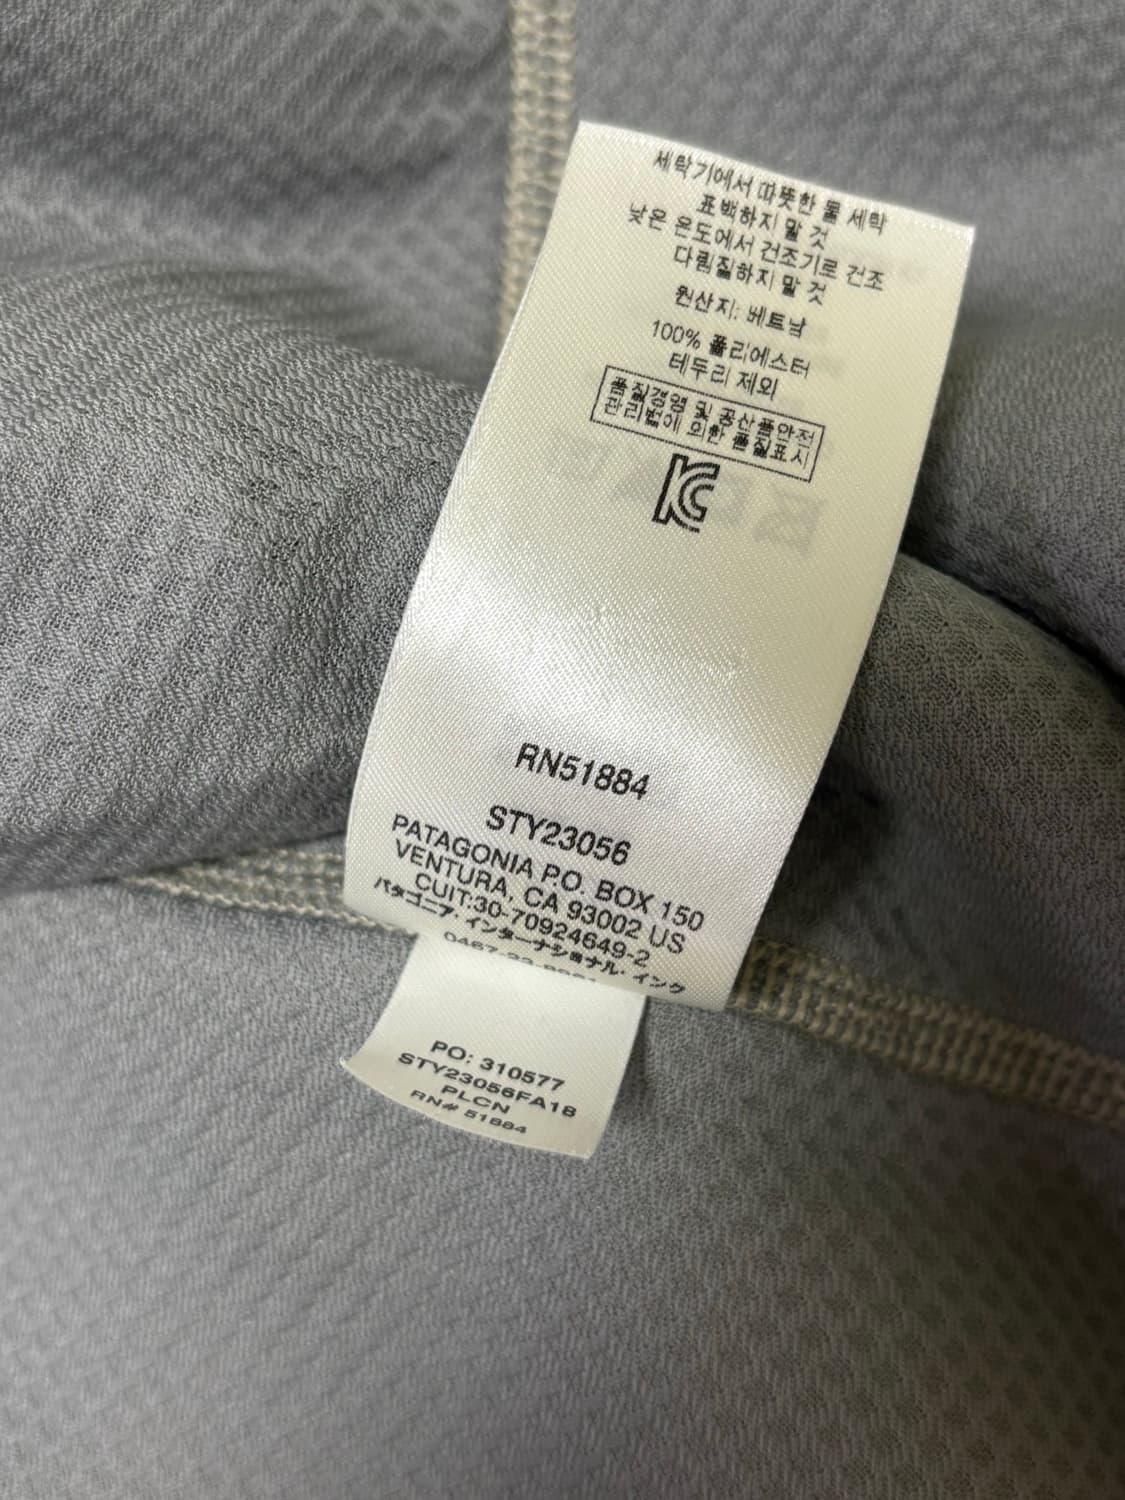 세탁기에서 따뜻한 물 세탁
표백하지 말 것
낮은 온도에서 건조기로 건조
다림질하지 말 것
원산지: 베트남
100% 폴리에스터
테두리 제외
품질경영 및 공산품안전
관리법에 의한 품질표시
KC
RN51884
STY23056
PATAGONIA P.O. BOX 150
VENTURA, CA 93002 US
CUIT:30-70924649-2
パタゴニア・インターナショナル・インク
PO: 310577
STY23056FA18
PLCN
RN# 51884